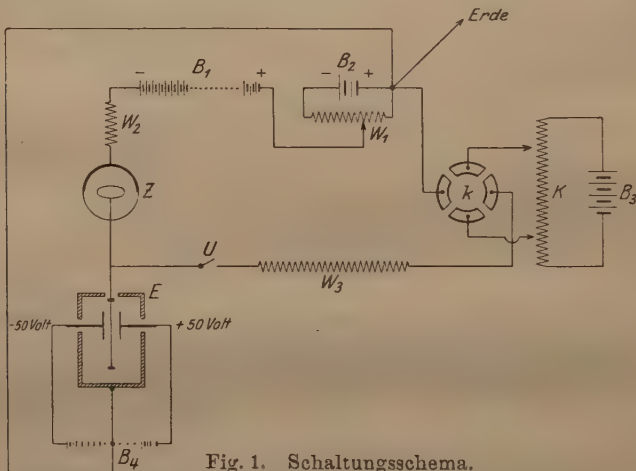 Erde
- B₁ +
- B₂ +
W₂
W₁
Z
k
K
B₃
U
W₃
E
-50 Volt
+50 Volt
B₄
Fig. 1. Schaltungsschema.